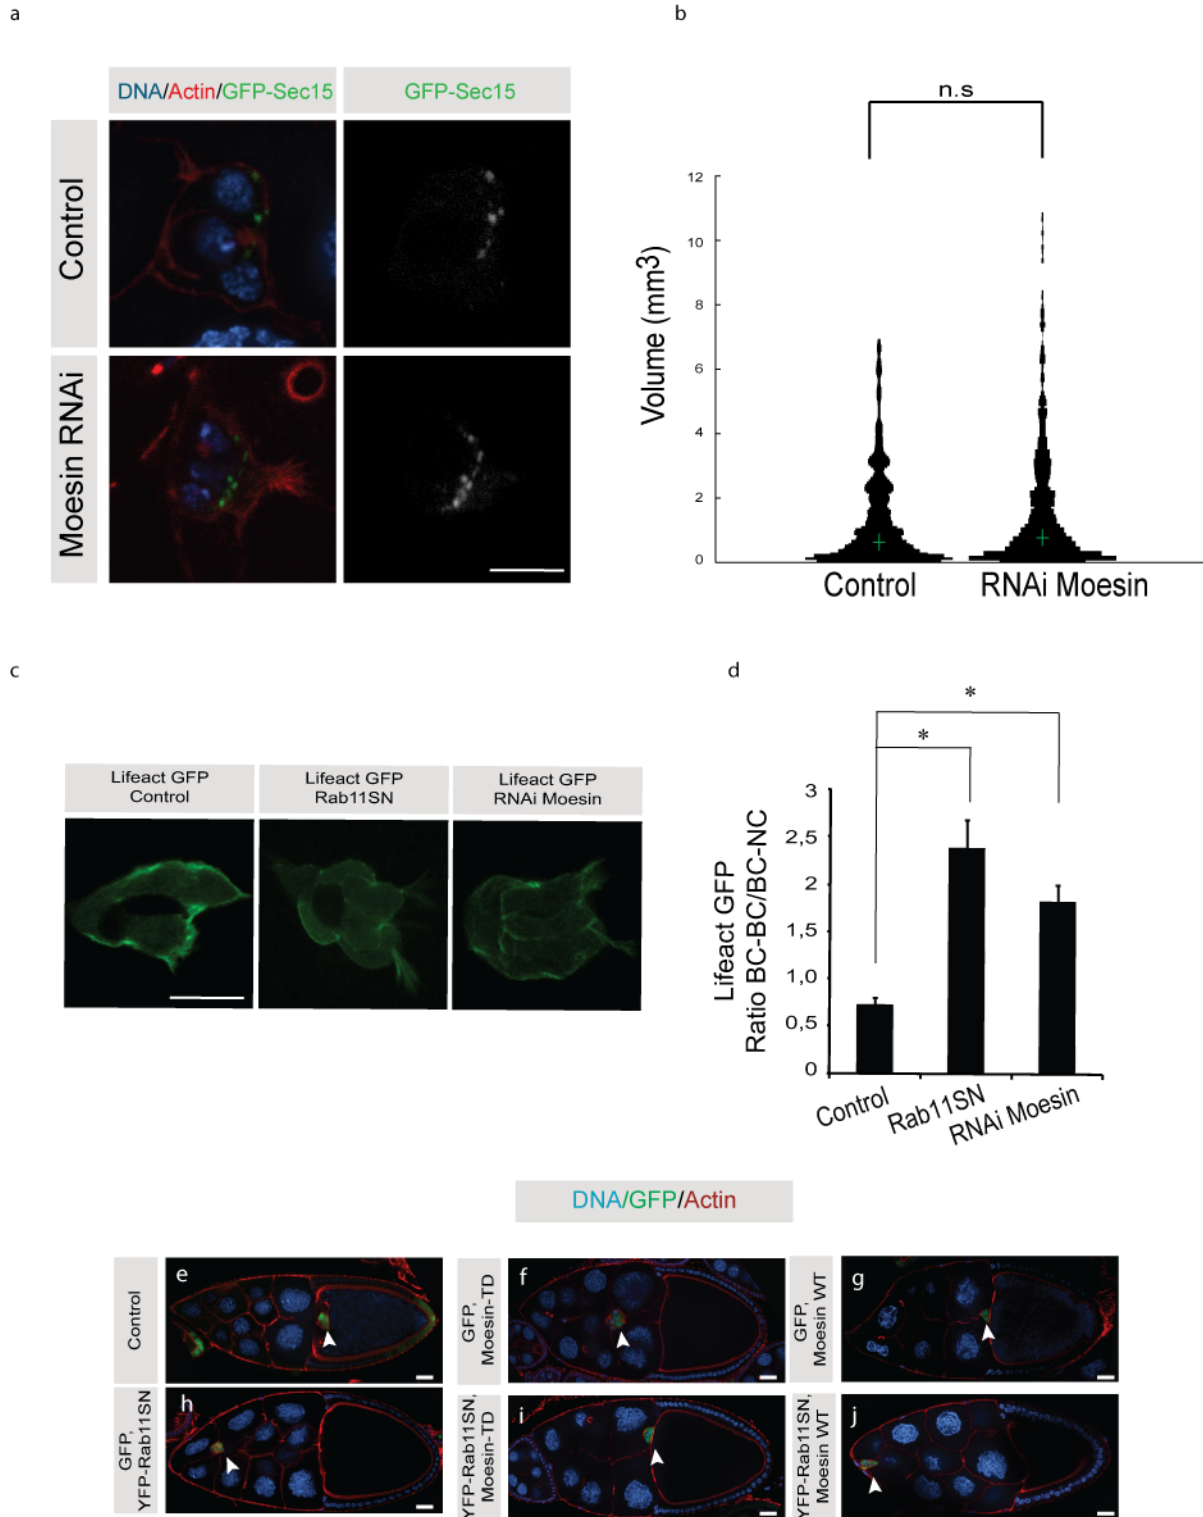 a
b
DNA/Actin/GFP-Sec15
GFP-Sec15
Control
Moesin RNAi
n.s
Volume (mm3)
12
10
8
6
4
2
0
Control
RNAi Moesin
c
d
Lifeact GFP
Control
Lifeact GFP
Rab11SN
Lifeact GFP
RNAi Moesin
*
*
Lifeact GFP
Ratio BC-BC/BC-NC
3
2,5
2
1,5
1,0
0,5
0
Control
Rab11SN
RNAi Moesin
DNA/GFP/Actin
Control
e
GFP,
Moesin-TD
f
GFP,
Moesin WT
g
GFP,
YFP-Rab11SN
h
YFP-Rab11SN,
Moesin-TD
i
YFP-Rab11SN,
Moesin WT
j